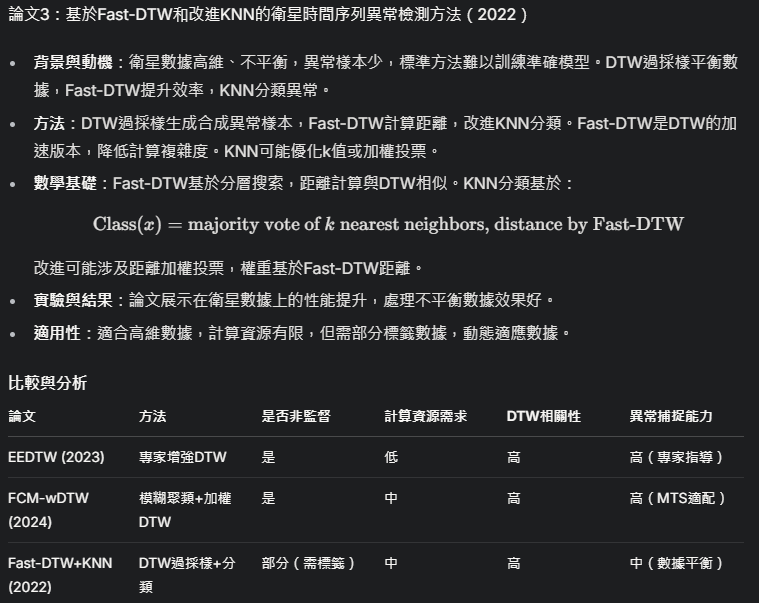 論文3：基於Fast-DTW和改進KNN的衛星時間序列異常檢測方法（2022）
• 背景與動機：衛星數據高維、不平衡，異常樣本少，標準方法難以訓練準確模型。DTW過採樣平衡數
據，Fast-DTW提升效率，KNN分類異常。
• 方法：DTW過採樣生成合成異常樣本，Fast-DTW計算距離，改進KNN分類。Fast-DTW是DTW的加
速版本，降低計算複雜度。KNN可能優化k值或加權投票。
• 數學基礎：Fast-DTW基於分層搜索，距離計算與DTW相似。KNN分類基於：
Class(x) = majority vote of k nearest neighbors, distance by Fast-DTW
改進可能涉及距離加權投票，權重基於Fast-DTW距離。
• 實驗與結果：論文展示在衛星數據上的性能提升，處理不平衡數據效果好。
• 適用性：適合高維數據，計算資源有限，但需部分標籤數據，動態適應數據。
比較與分析
論文 方法 是否非監督 計算資源需求 DTW相關性 異常捕捉能力
EEDTW (2023) 專家增強DTW 是 低 高 高（專家指導）
FCM-wDTW 模糊聚類+加權 是 中 高 高（MTS適配）
(2024) DTW
Fast-DTW+KNN DTW過採樣+分 部分（需標籤） 中 高 中（數據平衡）
(2022) 類